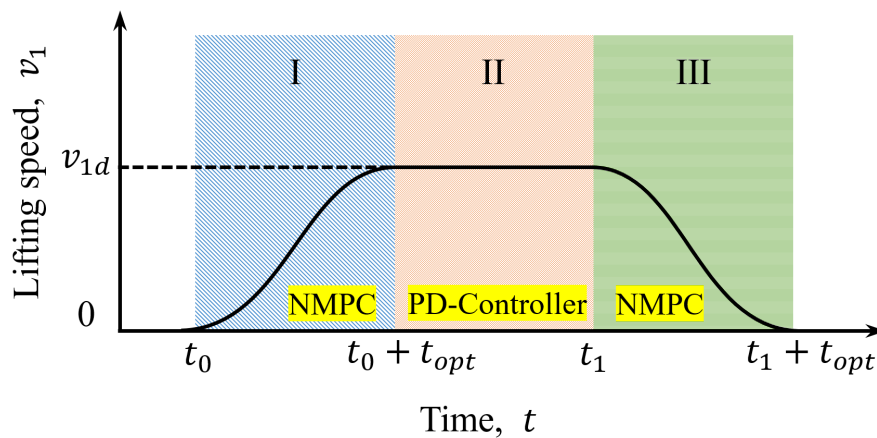 I II III
Lifting speed, v₁
v₁d
0
NMPC PD-Controller NMPC
t₀ t₀ + tₒₚₜ t₁ t₁ + tₒₚₜ
Time, t